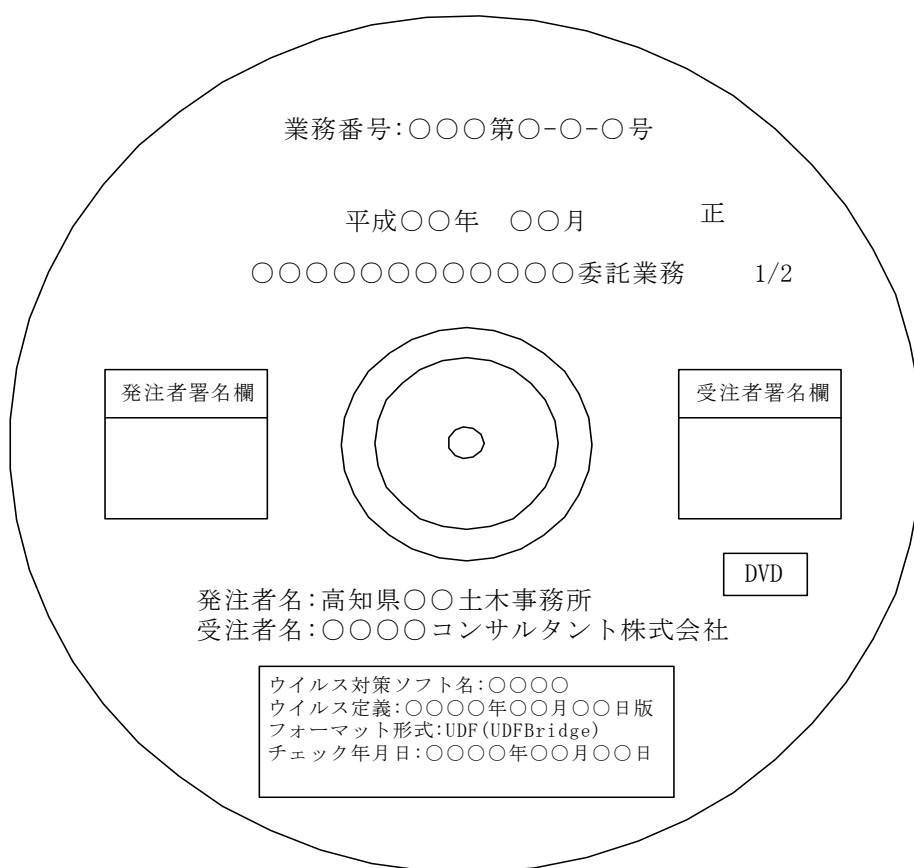 業務番号:○○○第○-○-○号
平成○○年　○○月　正
○○○○○○○○○○○○○委託業務　1/2
発注者署名欄
受注者署名欄
DVD
発注者名:高知県○○土木事務所
受注者名:○○○○コンサルタント株式会社
ウイルス対策ソフト名:○○○○
ウイルス定義:○○○○年○○月○○日版
フォーマット形式:UDF(UDFBridge)
チェック年月日:○○○○年○○月○○日